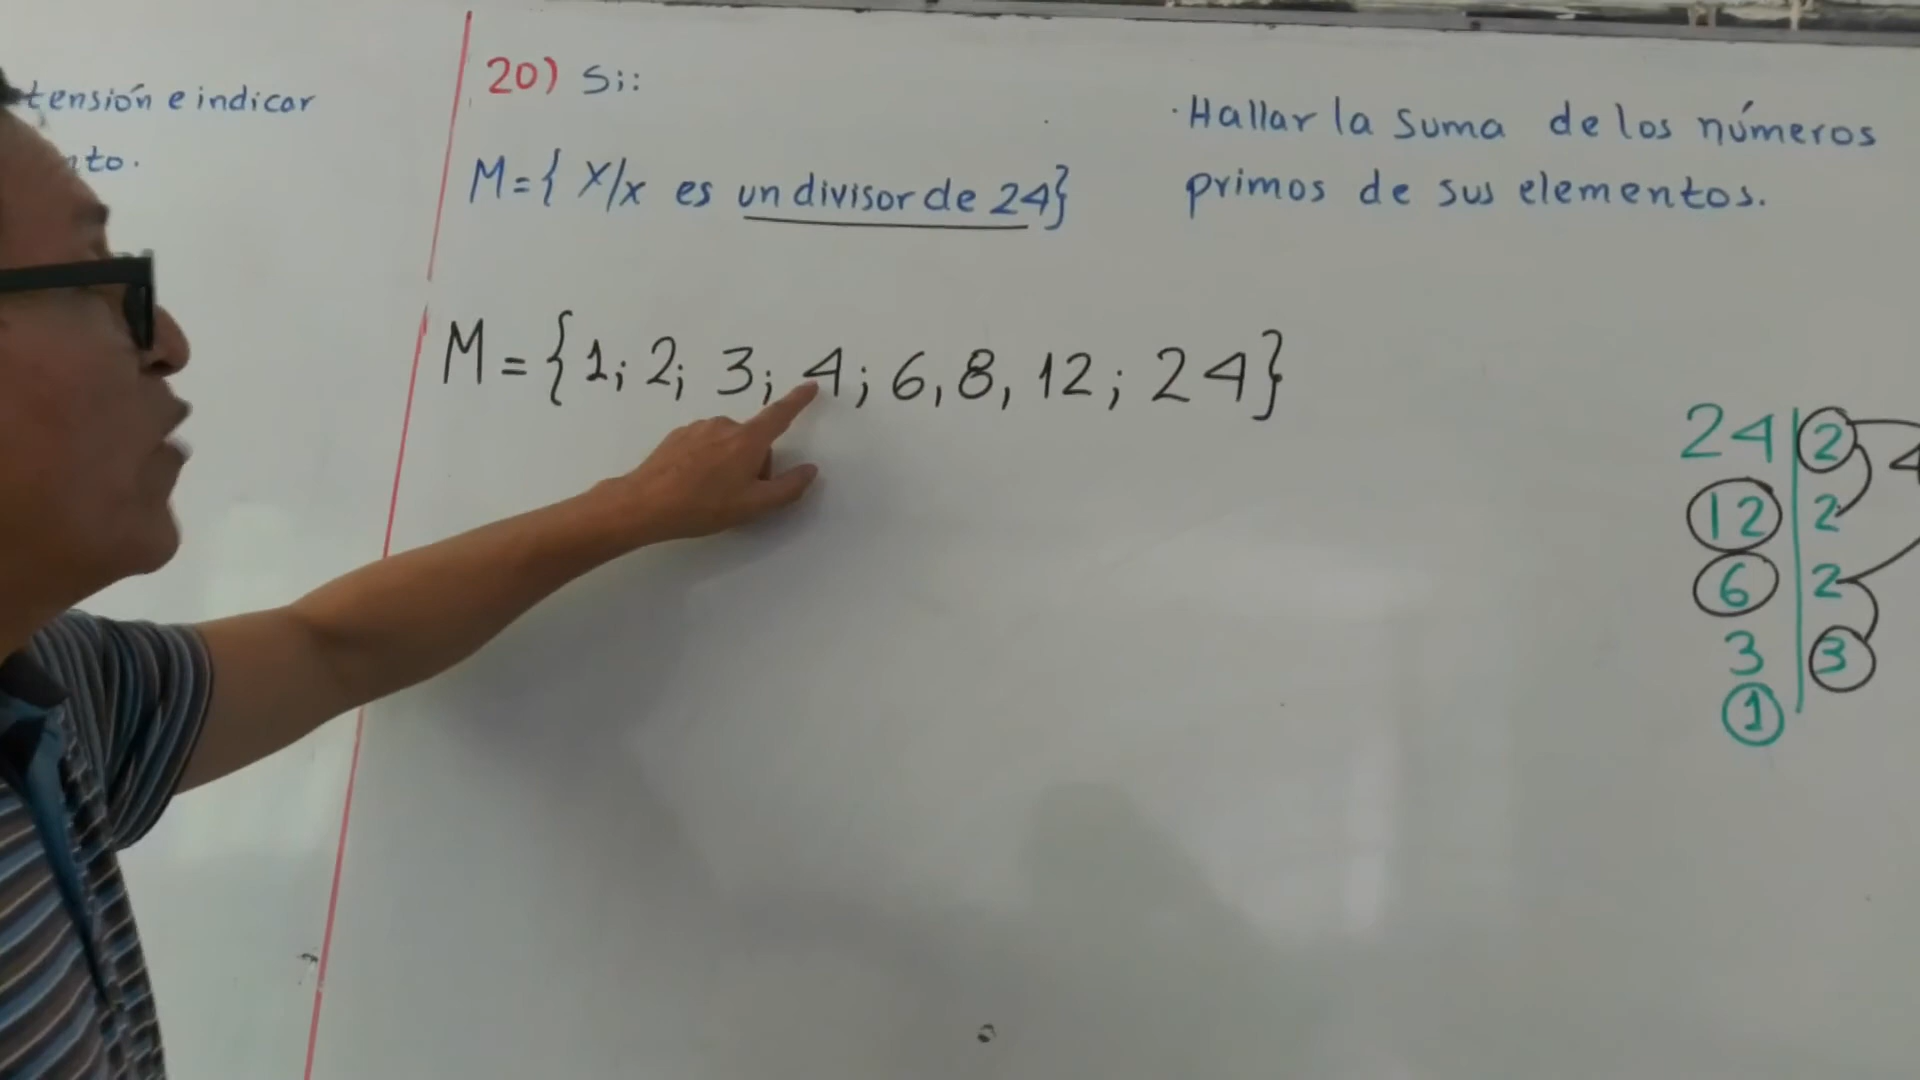 tensión e indicar
20) Si:
M={ X/x es un divisor de 24}
·Hallar la suma de los números
primos de sus elementos.
M={1; 2; 3; 4; 6, 8, 12; 24}
24 | 2
12 | 2
6 | 2
3 | 3
1
4